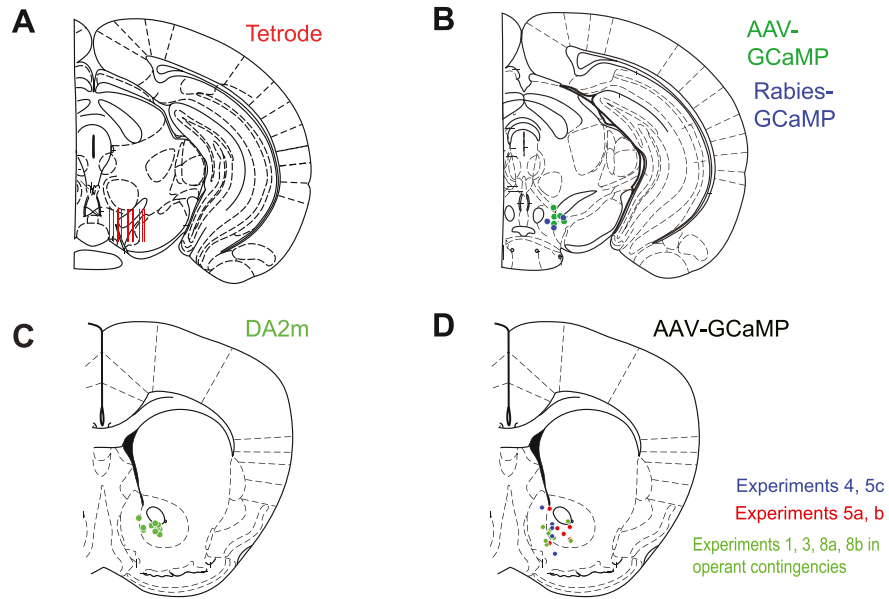 A
Tetrode
B
AAV-
GCaMP
Rabies-
GCaMP
C
DA2m
D
AAV-GCaMP
Experiments 4, 5c
Experiments 5a, b
Experiments 1, 3, 8a, 8b in
operant contingencies